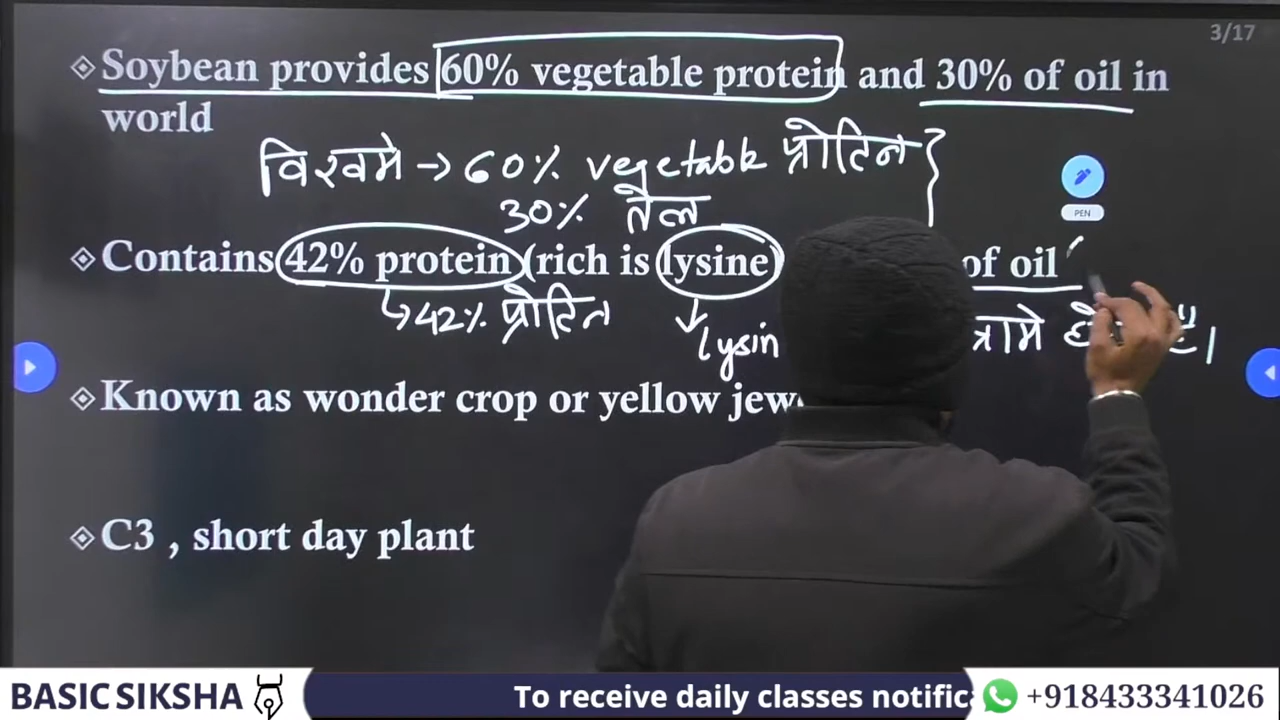 3/17
Soybean provides 60% vegetable protein and 30% of oil in
world
विश्वमे → 60% vegetable प्रोटिन
30% तेल
PEN
Contains 42% protein (rich is lysine of oil
→ 42% प्रोटिन
lysin
Known as wonder crop or yellow
C3 , short day plant
BASIC SIKSHA
To receive daily classes
+918433341026